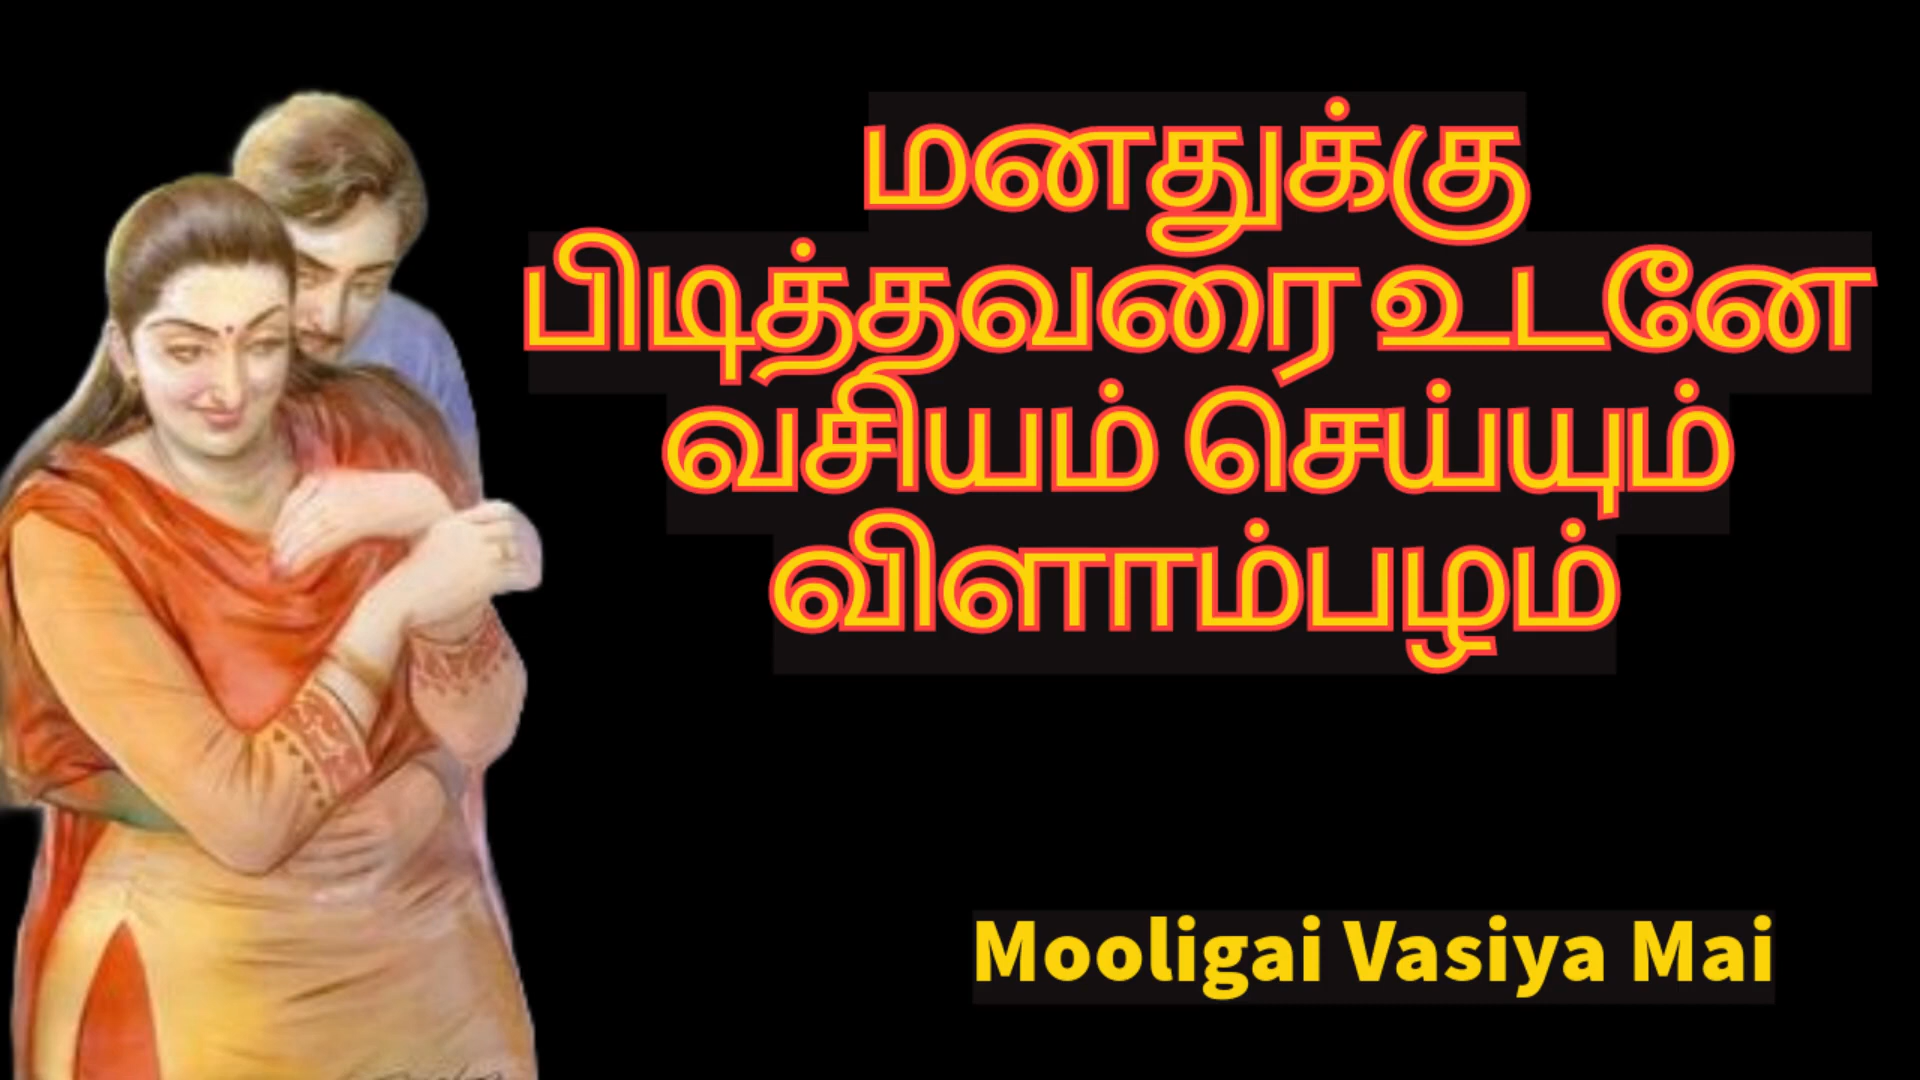 மனதுக்கு
பிடித்தவரை உடனே
வசியம் செய்யும்
விளாம்பழம்
Mooligai Vasiya Mai